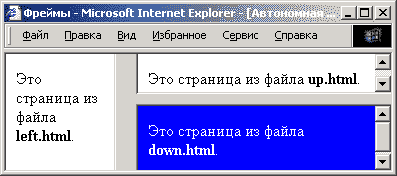 Фреймы - Microsoft Internet Explorer - [Автономная ...
Файл Правка Вид Избранное Сервис Справка
Это
страница из
файла
left.html.
Это страница из файла up.html.
Это страница из файла
down.html.